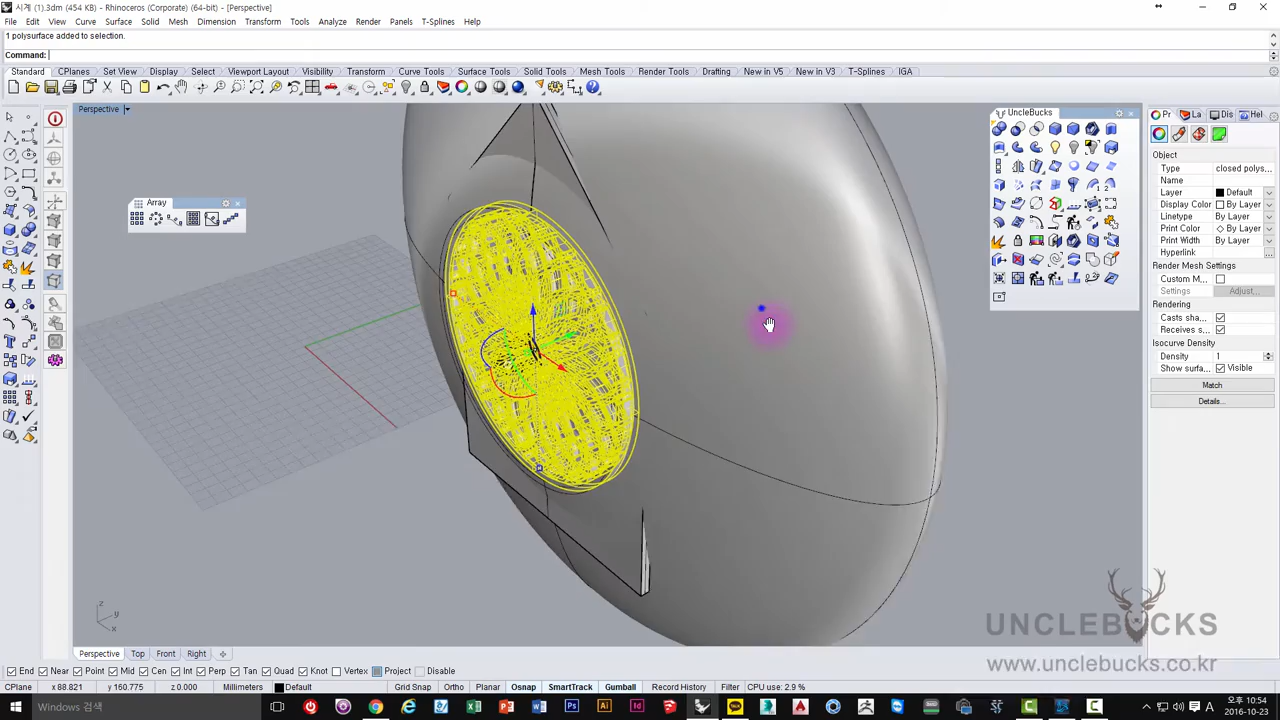 시계 (1).3dm (454 KB) - Rhinoceros (Corporate) (64-bit) - [Perspective]
File Edit View Curve Surface Solid Mesh Dimension Transform Tools Analyze Render Panels T-Splines Help
1 polysurface added to selection.
Command:
Standard CPlanes Set View Display Select Viewport Layout Visibility Transform Curve Tools Surface Tools Solid Tools Mesh Tools Render Tools Drafting New in V5 New in V3 T-Splines IGA
Perspective
UncleBucks
Pr La Dis Hel
Array
Object
Type closed polys...
Name
Layer Default
Display Color By Layer
Linetype By Layer
Print Color By Layer
Print Width By Layer
Hyperlink ...
Render Mesh Settings
Custom M...
Settings Adjust...
Rendering
Casts sha...
Receives s...
Isocurve Density
Density 1
Show surfa... Visible
Match
Details...
z
y
x
UNCLEBUCKS
www.unclebucks.co.kr
Perspective Top Front Right
End Near Point Mid Cen Int Perp Tan Quad Knot Vertex Project Disable
CPlane x 88.821 y 160.775 z 0.000 Millimeters Default Grid Snap Ortho Planar Osnap SmartTrack Gumball Record History Filter CPU use: 2.9 %
Windows 검색
A
오후 10:54
2016-10-23